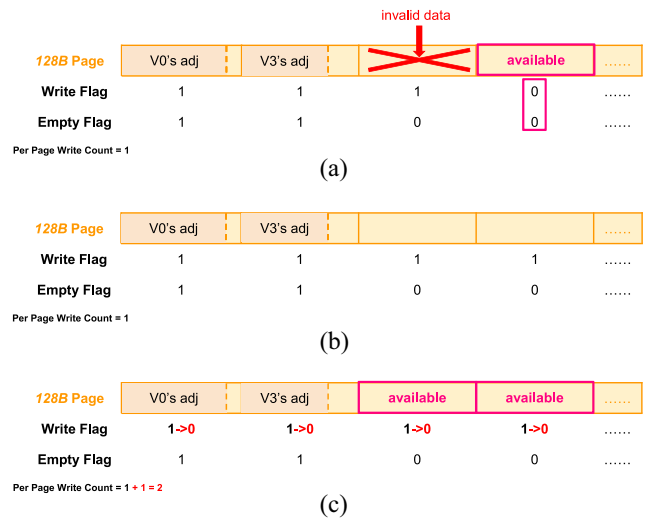 invalid data
128B Page V0's adj V3's adj available ......
Write Flag 1 1 1 0 ......
Empty Flag 1 1 0 0 ......
Per Page Write Count = 1
(a)
128B Page V0's adj V3's adj ......
Write Flag 1 1 1 1 ......
Empty Flag 1 1 0 0 ......
Per Page Write Count = 1
(b)
128B Page V0's adj V3's adj available available ......
Write Flag 1->0 1->0 1->0 1->0 ......
Empty Flag 1 1 0 0 ......
Per Page Write Count = 1 + 1 = 2
(c)